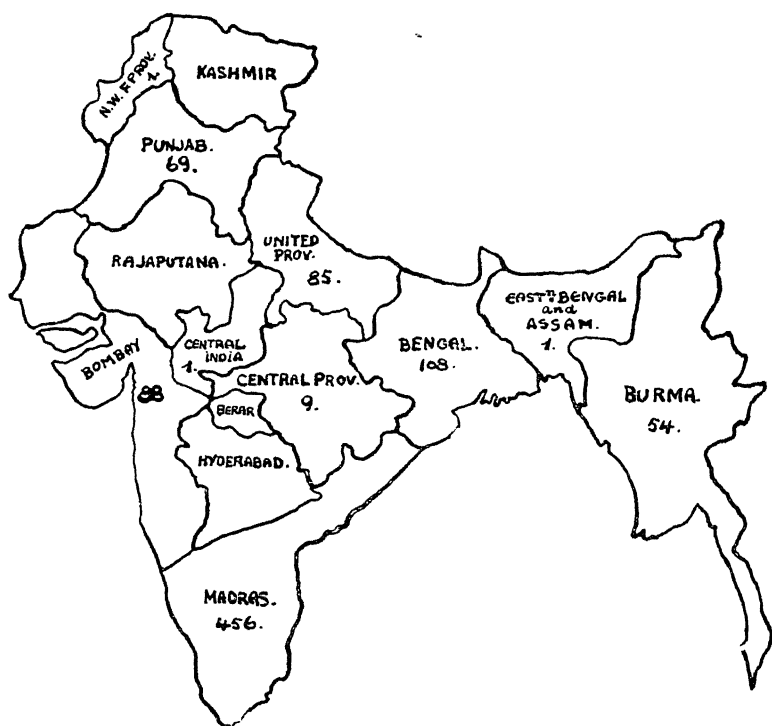 KASHMIR
N.W.F. PROV.
1.
PUNJAB.
69.
RAJAPUTANA.
UNITED
PROV.
85.
EAST.ᴺ BENGAL
and
ASSAM.
1.
CENTRAL
INDIA
1.
BENGAL.
108.
BOMBAY
88
CENTRAL PROV.
9.
BERAR
BURMA.
54.
HYDERABAD.
MADRAS.
456.